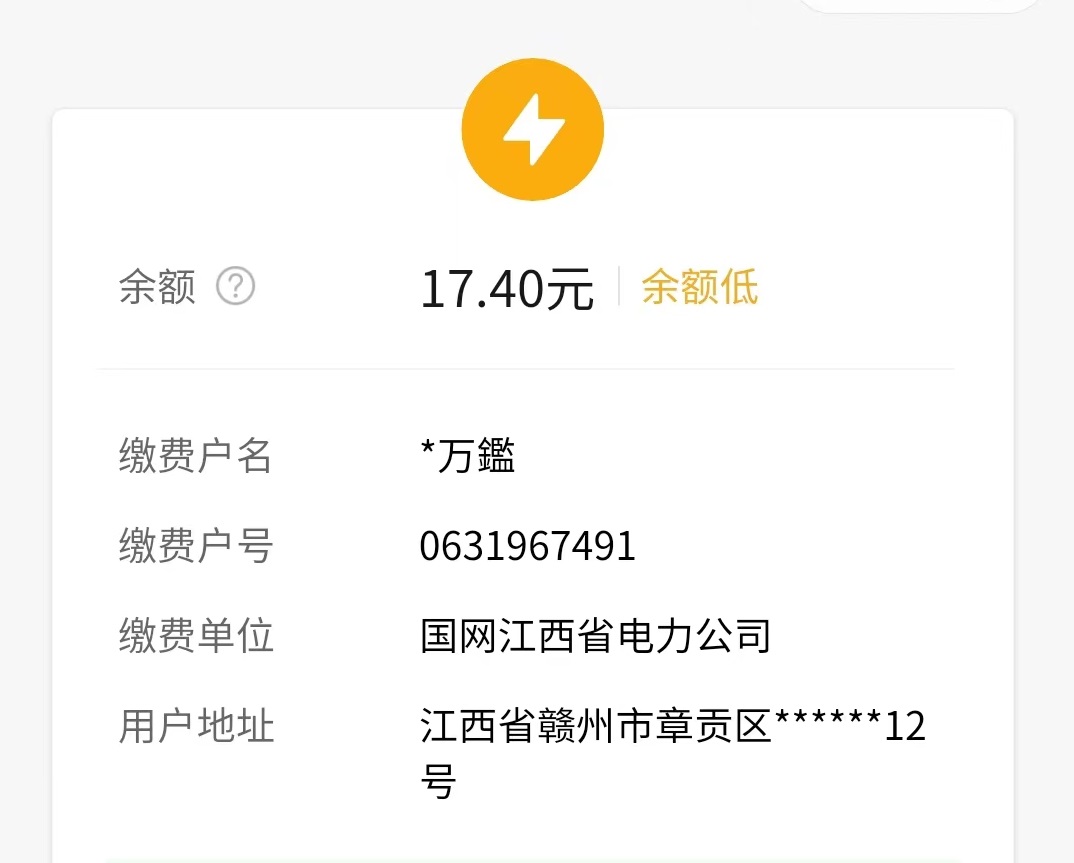 余额 ? 17.40元 余额低
缴费户名 *万鑑
缴费户号 0631967491
缴费单位 国网江西省电力公司
用户地址 江西省赣州市章贡区******12
号